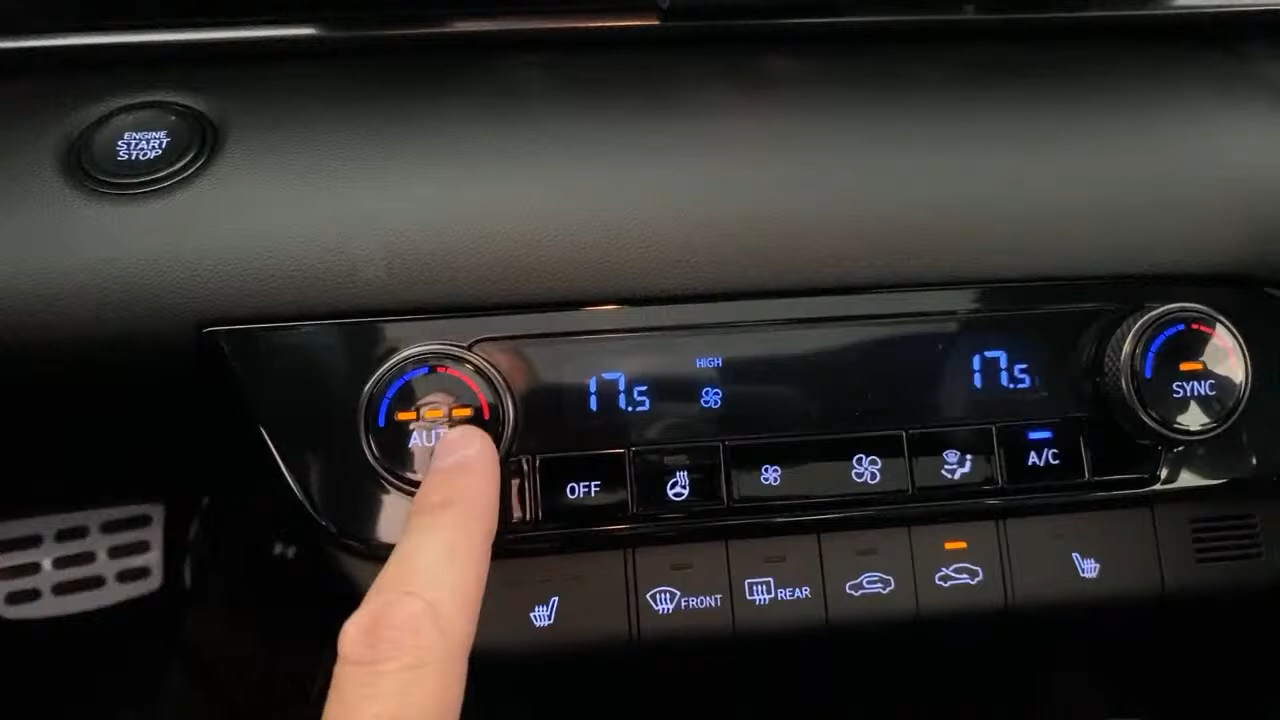 ENGINE
START
STOP
HIGH
17.5
17.5
SYNC
OFF
A/C
FRONT
REAR